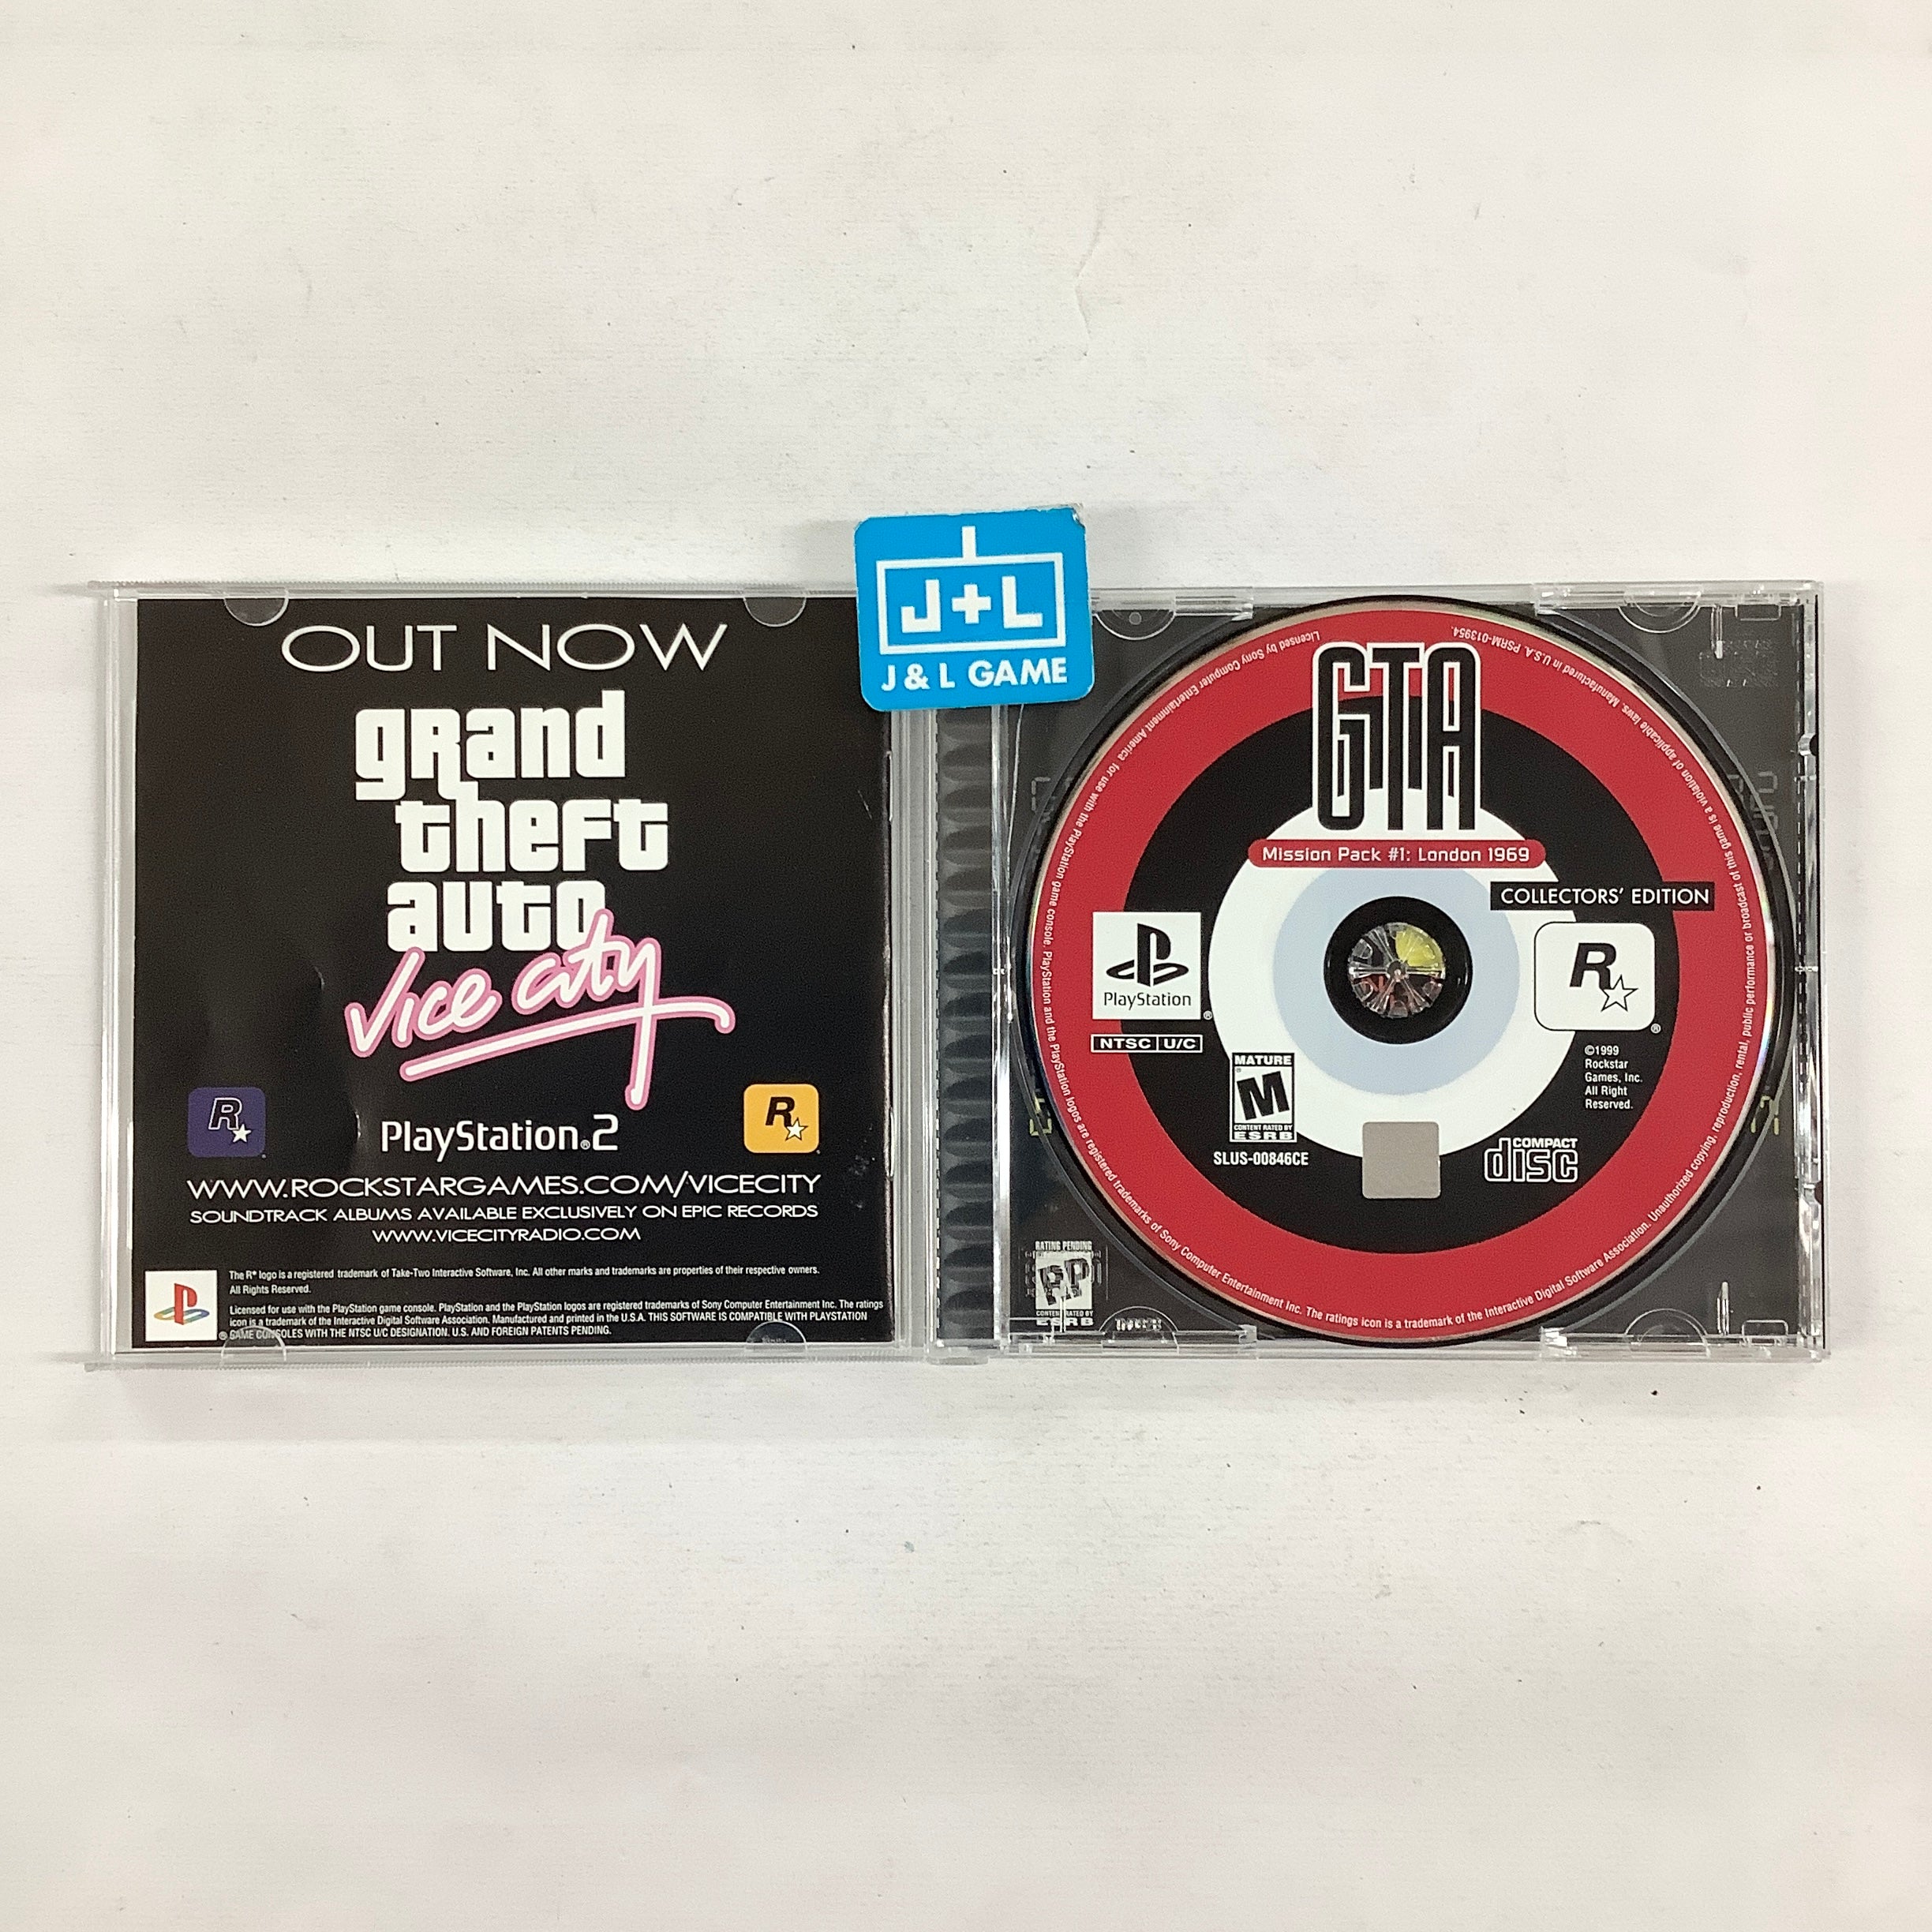 J+L
J & L GAME
OUT NOW
grand
theft
auto
Vice City
R★
PlayStation®2
R★
WWW.ROCKSTARGAMES.COM/VICECITY
SOUNDTRACK ALBUMS AVAILABLE EXCLUSIVELY ON EPIC RECORDS
WWW.VICECITYRADIO.COM
The R* logo is a registered trademark of Take-Two Interactive Software, Inc. All other marks and trademarks are properties of their respective owners.
All Rights Reserved.
Licensed for use with the PlayStation game console. PlayStation and the PlayStation logos are registered trademarks of Sony Computer Entertainment Inc. The ratings
icon is a trademark of the Interactive Digital Software Association. Manufactured and printed in the U.S.A. THIS SOFTWARE IS COMPATIBLE WITH PLAYSTATION
® GAME CONSOLES WITH THE NTSC U/C DESIGNATION. U.S. AND FOREIGN PATENTS PENDING.
GTA
Mission Pack #1: London 1969
COLLECTORS' EDITION
PlayStation
®
NTSC U/C
R★
®
©1999
Rockstar
Games, Inc.
All Right
Reserved.
MATURE
M
CONTENT RATED BY
ESRB
SLUS-00846CE
COMPACT
disc
Licensed by Sony Computer Entertainment America for use with the PlayStation game console. PlayStation and the PlayStation logos are registered trademarks of Sony Computer Entertainment Inc. The ratings icon is a trademark of the Interactive Digital Software Association. Unauthorized copying, reproduction, rental, public performance or broadcast of this game is a violation of applicable laws. Manufactured in U.S.A. PSRM-013954.
RATING PENDING
RP
CONTENT RATED BY
ESRB